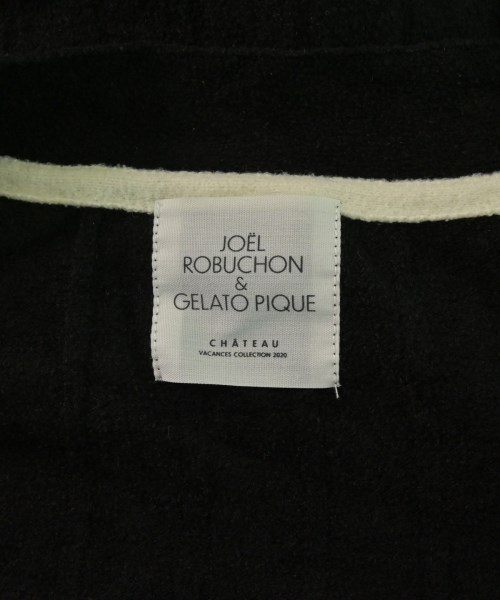 JOËL
ROBUCHON
&
GELATO PIQUE
CHÂTEAU
VACANCES COLLECTION 2020